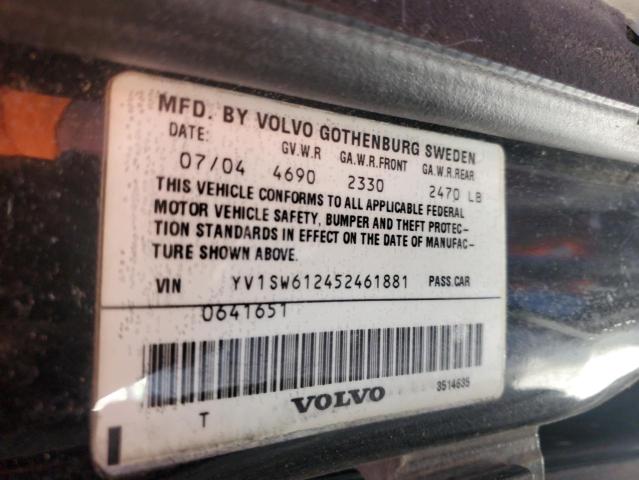 MFD. BY VOLVO GOTHENBURG SWEDEN
DATE: GV.W.R GA.W.R.FRONT GA.W.R.REAR
07/04 4690 2330 2470 LB
THIS VEHICLE CONFORMS TO ALL APPLICABLE FEDERAL
MOTOR VEHICLE SAFETY, BUMPER AND THEFT PROTEC-
TION STANDARDS IN EFFECT ON THE DATE OF MANUFAC-
TURE SHOWN ABOVE.
VIN YV1SW612452461881 PASS.CAR
0641651
T VOLVO 3514635